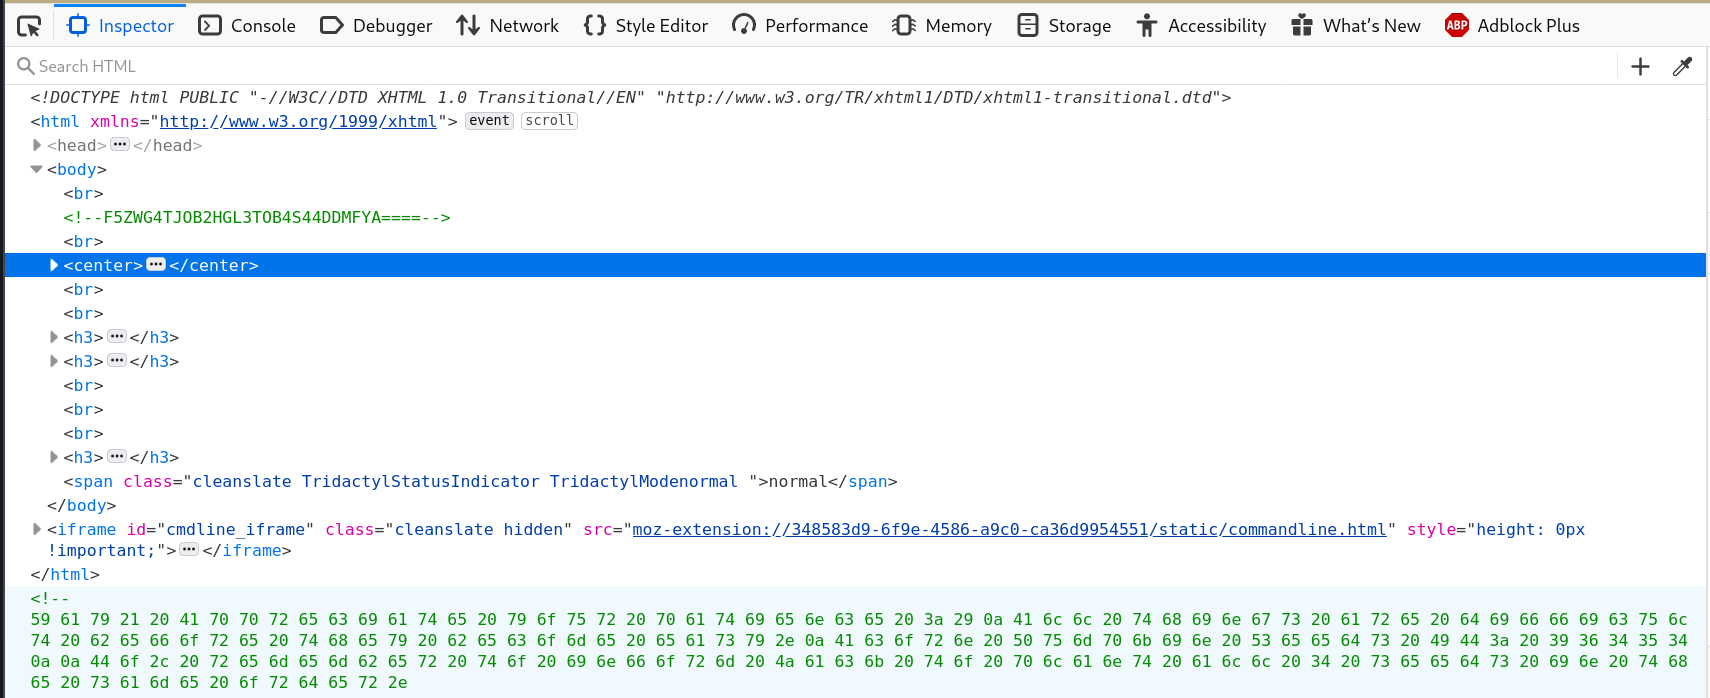 Inspector Console Debugger Network {} Style Editor Performance Memory Storage Accessibility What’s New ABP Adblock Plus
Search HTML
<!DOCTYPE html PUBLIC "-//W3C//DTD XHTML 1.0 Transitional//EN" "http://www.w3.org/TR/xhtml1/DTD/xhtml1-transitional.dtd">
<html xmlns="http://www.w3.org/1999/xhtml"> event scroll
<head> ••• </head>
<body>
<br>
<!--F5ZWG4TJOB2HGL3TOB4S44DDMFYA====-->
<br>
<center> ••• </center>
<br>
<br>
<h3> ••• </h3>
<h3> ••• </h3>
<br>
<br>
<br>
<h3> ••• </h3>
<span class="cleanslate TridactylStatusIndicator TridactylModenormal ">normal</span>
</body>
<iframe id="cmdline_iframe" class="cleanslate hidden" src="moz-extension://348583d9-6f9e-4586-a9c0-ca36d9954551/static/commandline.html" style="height: 0px
!important;"> ••• </iframe>
</html>
<!--
59 61 79 21 20 41 70 70 72 65 63 69 61 74 65 20 79 6f 75 72 20 70 61 74 69 65 6e 63 65 20 3a 29 0a 41 6c 6c 20 74 68 69 6e 67 73 20 61 72 65 20 64 69 66 66 69 63 75 6c
74 20 62 65 66 6f 72 65 20 74 68 65 79 20 62 65 63 6f 6d 65 20 65 61 73 79 2e 0a 41 63 6f 72 6e 20 50 75 6d 70 6b 69 6e 20 53 65 65 64 73 20 49 44 3a 20 39 36 34 35 34
0a 0a 44 6f 2c 20 72 65 6d 65 6d 62 65 72 20 74 6f 20 69 6e 66 6f 72 6d 20 4a 61 63 6b 20 74 6f 20 70 6c 61 6e 74 20 61 6c 6c 20 34 20 73 65 65 64 73 20 69 6e 20 74 68
65 20 73 61 6d 65 20 6f 72 64 65 72 2e